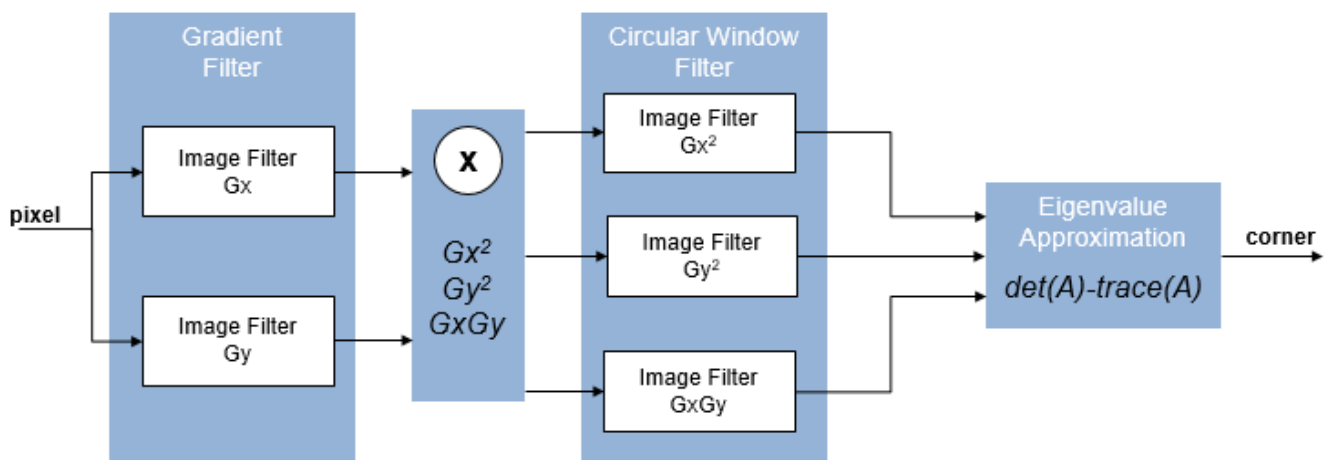 pixel
Gradient
Filter
Image Filter
Gx
Image Filter
Gy
x
Gx²
Gy²
GxGy
Circular Window
Filter
Image Filter
Gx²
Image Filter
Gy²
Image Filter
GxGy
Eigenvalue
Approximation
det(A)-trace(A)
corner